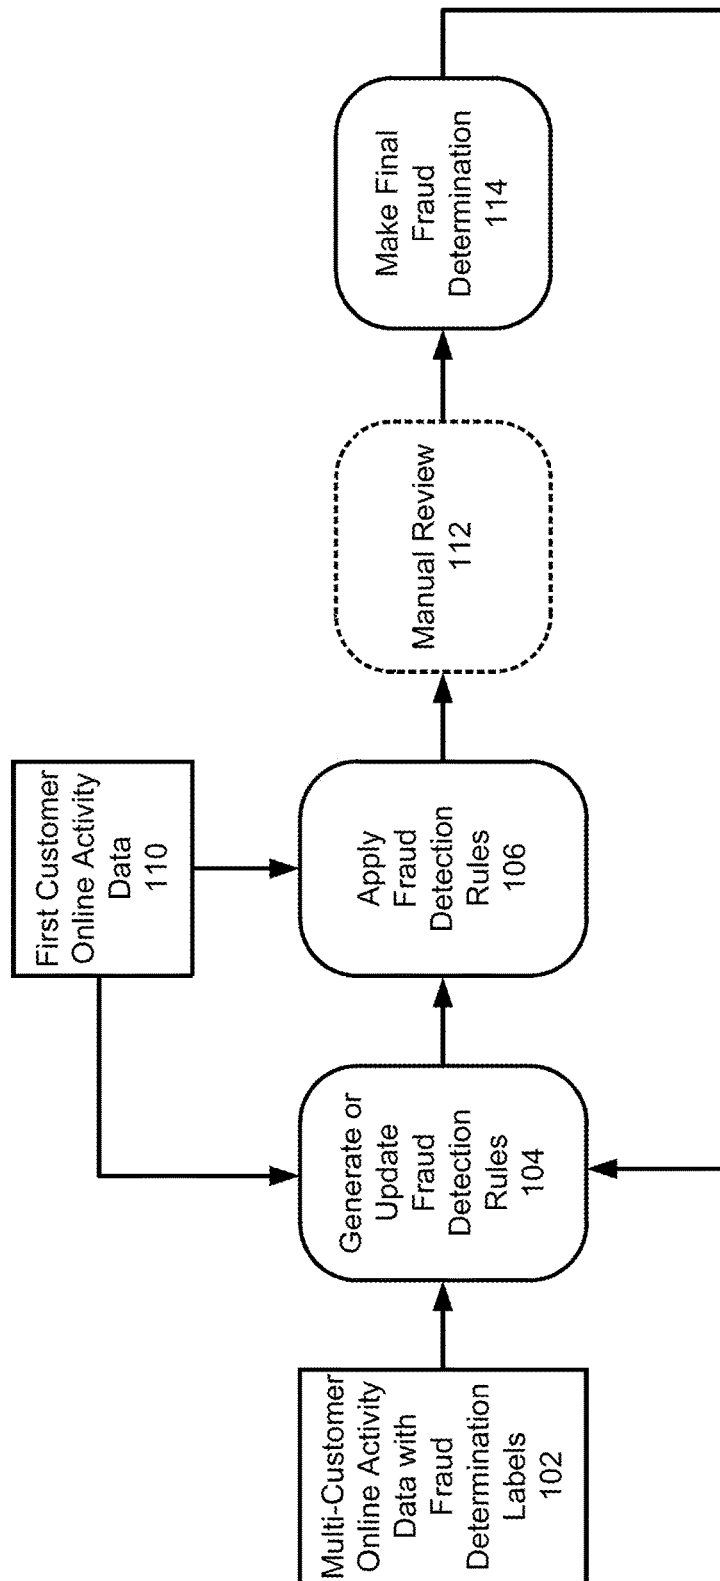 Multi-Customer
Online Activity
Data with
Fraud
Determination
Labels
102
Generate or
Update
Fraud
Detection
Rules
104
First Customer
Online Activity
Data
110
Apply
Fraud
Detection
Rules
106
Manual Review
112
Make Final
Fraud
Determination
114